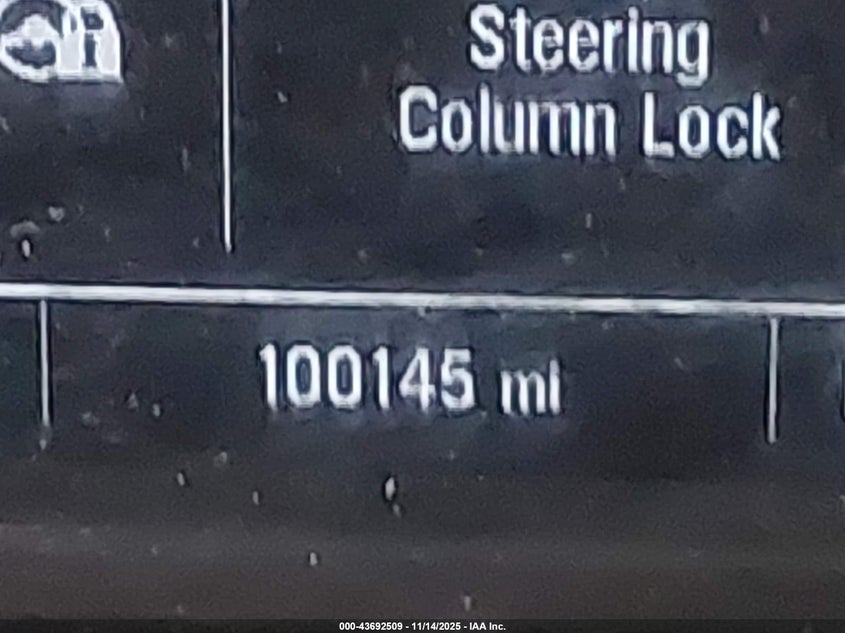 Steering
Column Lock
100145 mi
000-43692509 - 11/14/2025 - IAA Inc.